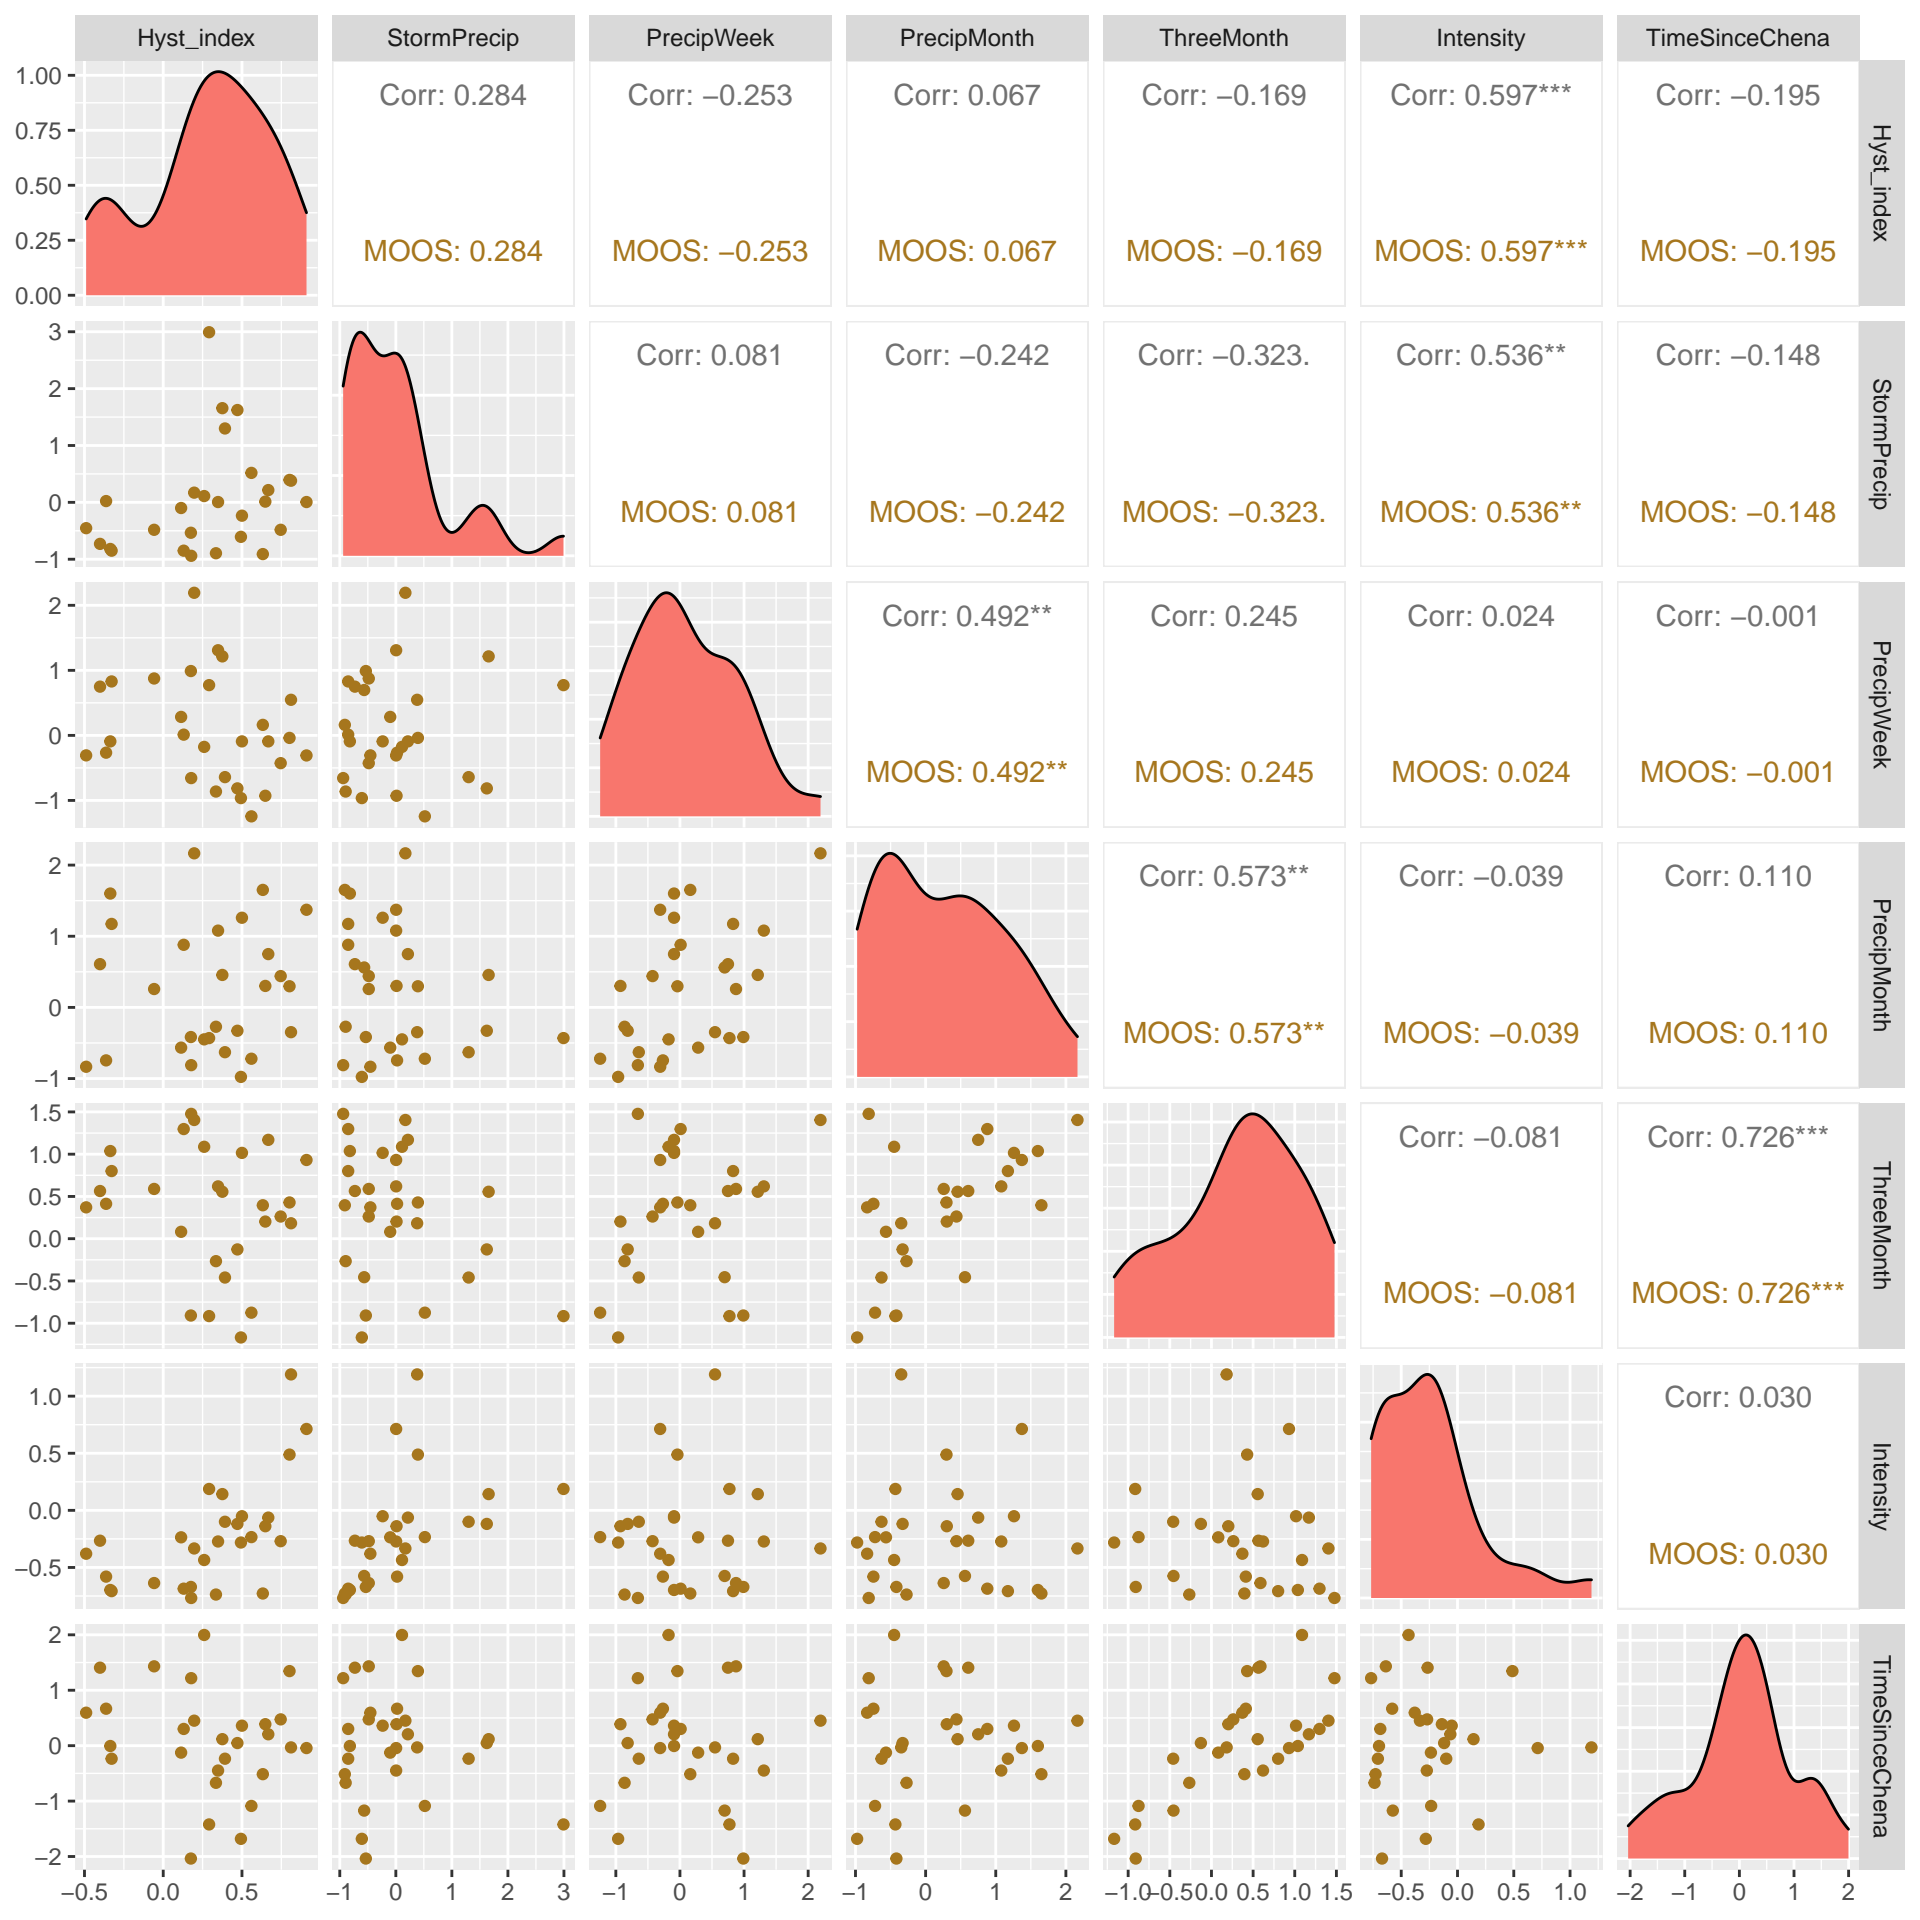 Hyst_index StormPrecip PrecipWeek PrecipMonth ThreeMonth Intensity TimeSinceChena
1.00
0.75
0.50
0.25
0.00
Corr: 0.284 Corr: −0.253 Corr: 0.067 Corr: −0.169 Corr: 0.597*** Corr: −0.195
MOOS: 0.284 MOOS: −0.253 MOOS: 0.067 MOOS: −0.169 MOOS: 0.597*** MOOS: −0.195
Hyst_index
3
2
1
0
−1
Corr: 0.081 Corr: −0.242 Corr: −0.323. Corr: 0.536** Corr: −0.148
MOOS: 0.081 MOOS: −0.242 MOOS: −0.323. MOOS: 0.536** MOOS: −0.148
StormPrecip
2
1
0
−1
Corr: 0.492** Corr: 0.245 Corr: 0.024 Corr: −0.001
MOOS: 0.492** MOOS: 0.245 MOOS: 0.024 MOOS: −0.001
PrecipWeek
2
1
0
−1
Corr: 0.573** Corr: −0.039 Corr: 0.110
MOOS: 0.573** MOOS: −0.039 MOOS: 0.110
PrecipMonth
1.5
1.0
0.5
0.0
−0.5
−1.0
Corr: −0.081 Corr: 0.726***
MOOS: −0.081 MOOS: 0.726***
ThreeMonth
1.0
0.5
0.0
−0.5
Corr: 0.030
MOOS: 0.030
Intensity
2
1
0
−1
−2
TimeSinceChena
−0.5 0.0 0.5 −1 0 1 2 3 −1 0 1 2 −1 0 1 2 −1.0 −0.5 0.0 0.5 1.0 1.5 −0.5 0.0 0.5 1.0 −2 −1 0 1 2